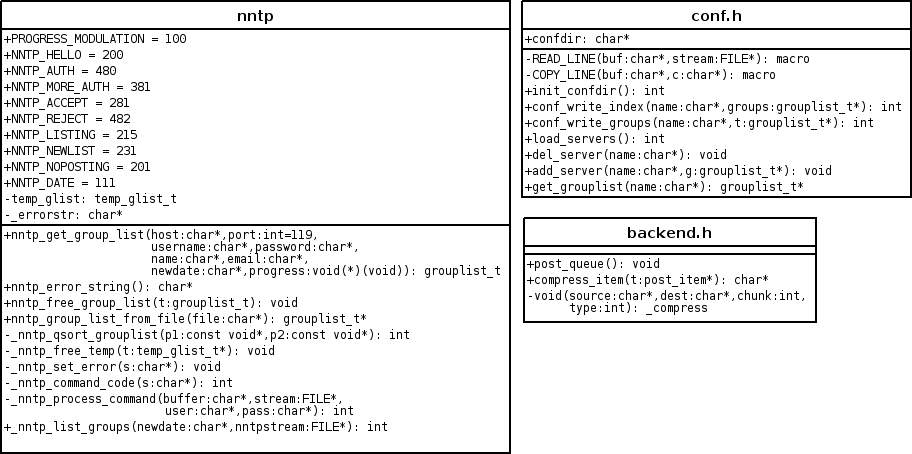 nntp
+PROGRESS_MODULATION = 100
+NNTP_HELLO = 200
+NNTP_AUTH = 480
+NNTP_MORE_AUTH = 381
+NNTP_ACCEPT = 281
+NNTP_REJECT = 482
+NNTP_LISTING = 215
+NNTP_NEWLIST = 231
+NNTP_NOPOSTING = 201
+NNTP_DATE = 111
-temp_glist: temp_glist_t
-_errorstr: char*
+nntp_get_group_list(host:char*,port:int=119,
username:char*,password:char*,
name:char*,email:char*,
newdate:char*,progress:void(*)(void)): grouplist_t
+nntp_error_string(): char*
+nntp_free_group_list(t:grouplist_t): void
+nntp_group_list_from_file(file:char*): grouplist_t*
-_nntp_qsort_grouplist(p1:const void*,p2:const void*): int
-_nntp_free_temp(t:temp_glist_t*): void
-_nntp_set_error(s:char*): void
-_nntp_command_code(s:char*): int
-_nntp_process_command(buffer:char*,stream:FILE*,
user:char*,pass:char*): int
+_nntp_list_groups(newdate:char*,nntpstream:FILE*): int
conf.h
+confdir: char*
-READ_LINE(buf:char*,stream:FILE*): macro
-COPY_LINE(buf:char*,c:char*): macro
+init_confdir(): int
+conf_write_index(name:char*,groups:grouplist_t*): int
+conf_write_groups(name:char*,t:grouplist_t*): int
+load_servers(): int
+del_server(name:char*): void
+add_server(name:char*,g:grouplist_t*): void
+get_grouplist(name:char*): grouplist_t*
backend.h
+post_queue(): void
+compress_item(t:post_item*): char*
-void(source:char*,dest:char*,chunk:int,
type:int): _compress